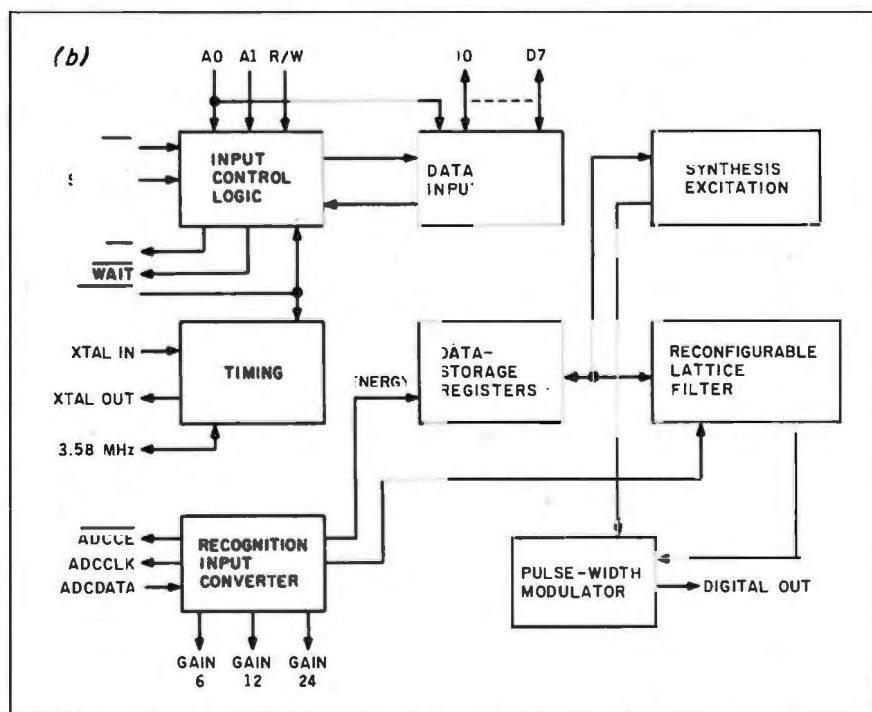 (b)
A0 A1 R/W D7
INPUT
CONTROL
LOGIC
DATA
SYNTHESIS
EXCITATION
WAIT
XTAL IN
XTAL OUT
3.58 MHz
TIMING
DATA-
STORAGE
REGISTERS
RECONFIGURABLE
LATTICE
FILTER
ADCCE
ADCCLK
ADCDATA
RECOGNITION
INPUT
CONVERTER
PULSE-WIDTH
MODULATOR
DIGITAL OUT
GAIN
6
GAIN
12
GAIN
24